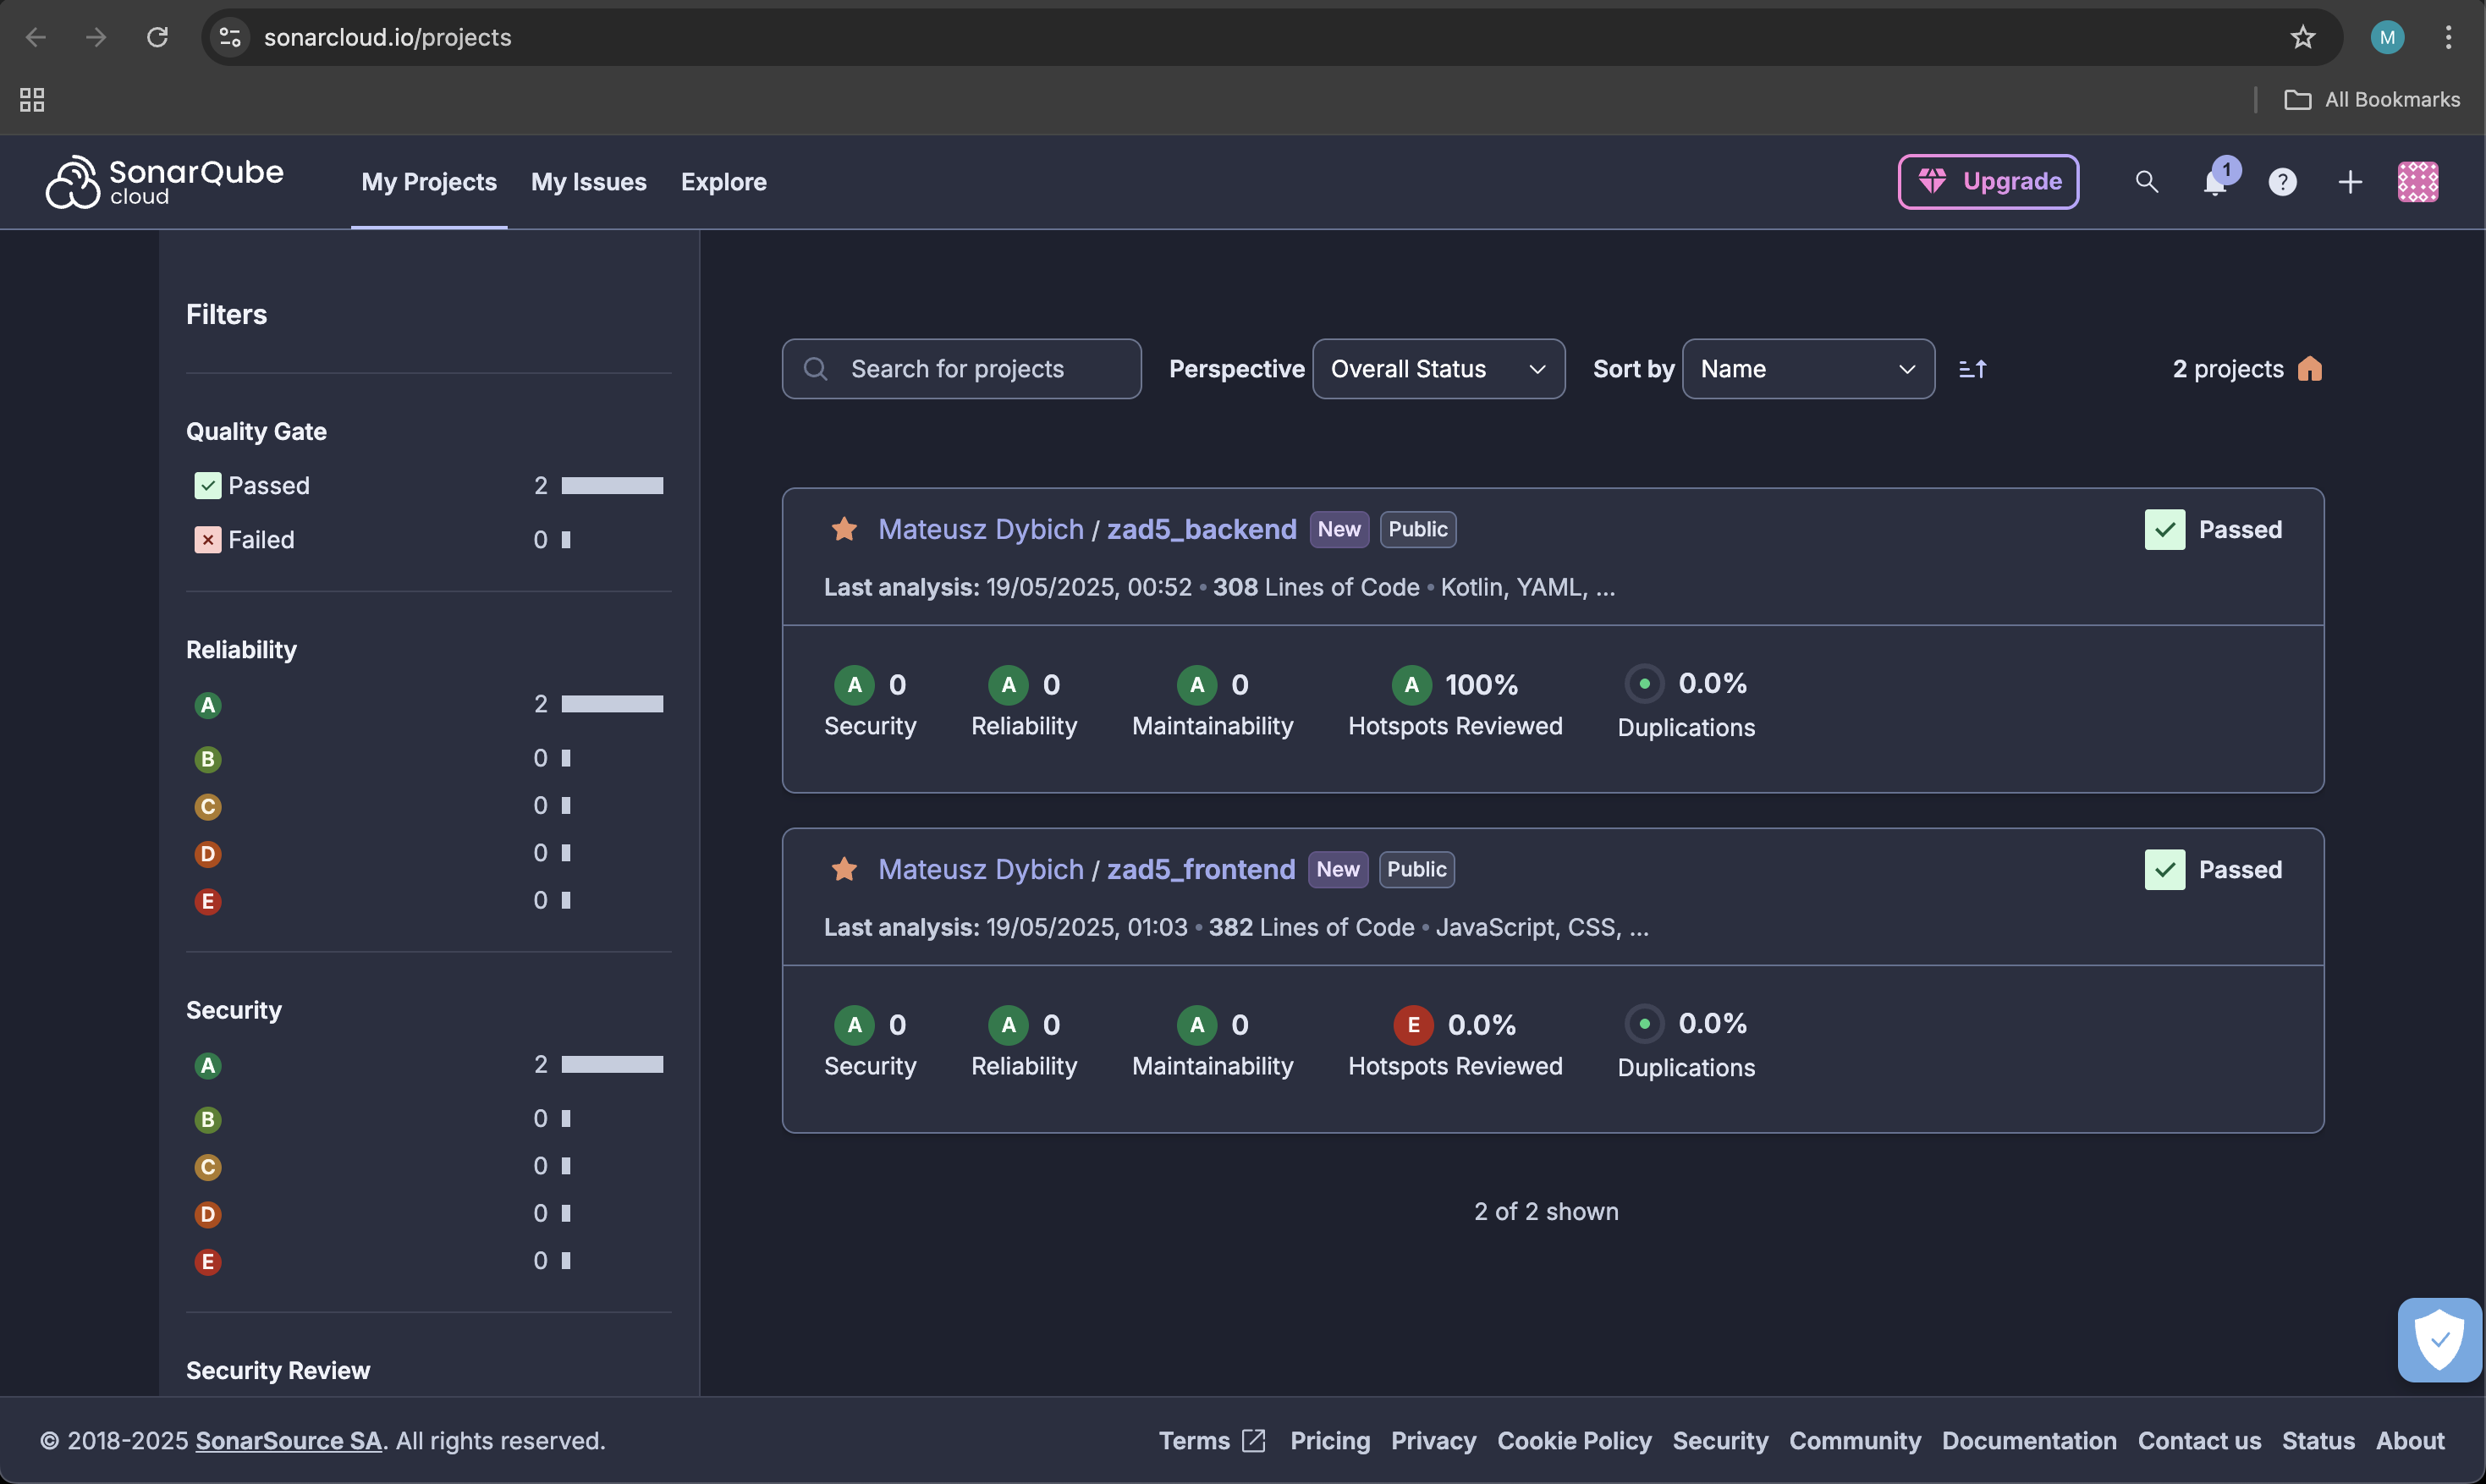 sonarcloud.io/projects
M
All Bookmarks
SonarQube
cloud
My Projects
My Issues
Explore
Upgrade
1
?
Filters
Quality Gate
Passed 2
Failed 0
Reliability
A 2
B 0
C 0
D 0
E 0
Security
A 2
B 0
C 0
D 0
E 0
Security Review
Search for projects
Perspective
Overall Status
Sort by
Name
2 projects
Mateusz Dybich / zad5_backend New Public
Passed
Last analysis: 19/05/2025, 00:52 • 308 Lines of Code • Kotlin, YAML, ...
A 0 A 0 A 0 A 100% 0.0%
Security Reliability Maintainability Hotspots Reviewed Duplications
Mateusz Dybich / zad5_frontend New Public
Passed
Last analysis: 19/05/2025, 01:03 • 382 Lines of Code • JavaScript, CSS, ...
A 0 A 0 A 0 E 0.0% 0.0%
Security Reliability Maintainability Hotspots Reviewed Duplications
2 of 2 shown
© 2018-2025 SonarSource SA. All rights reserved.
Terms Pricing Privacy Cookie Policy Security Community Documentation Contact us Status About